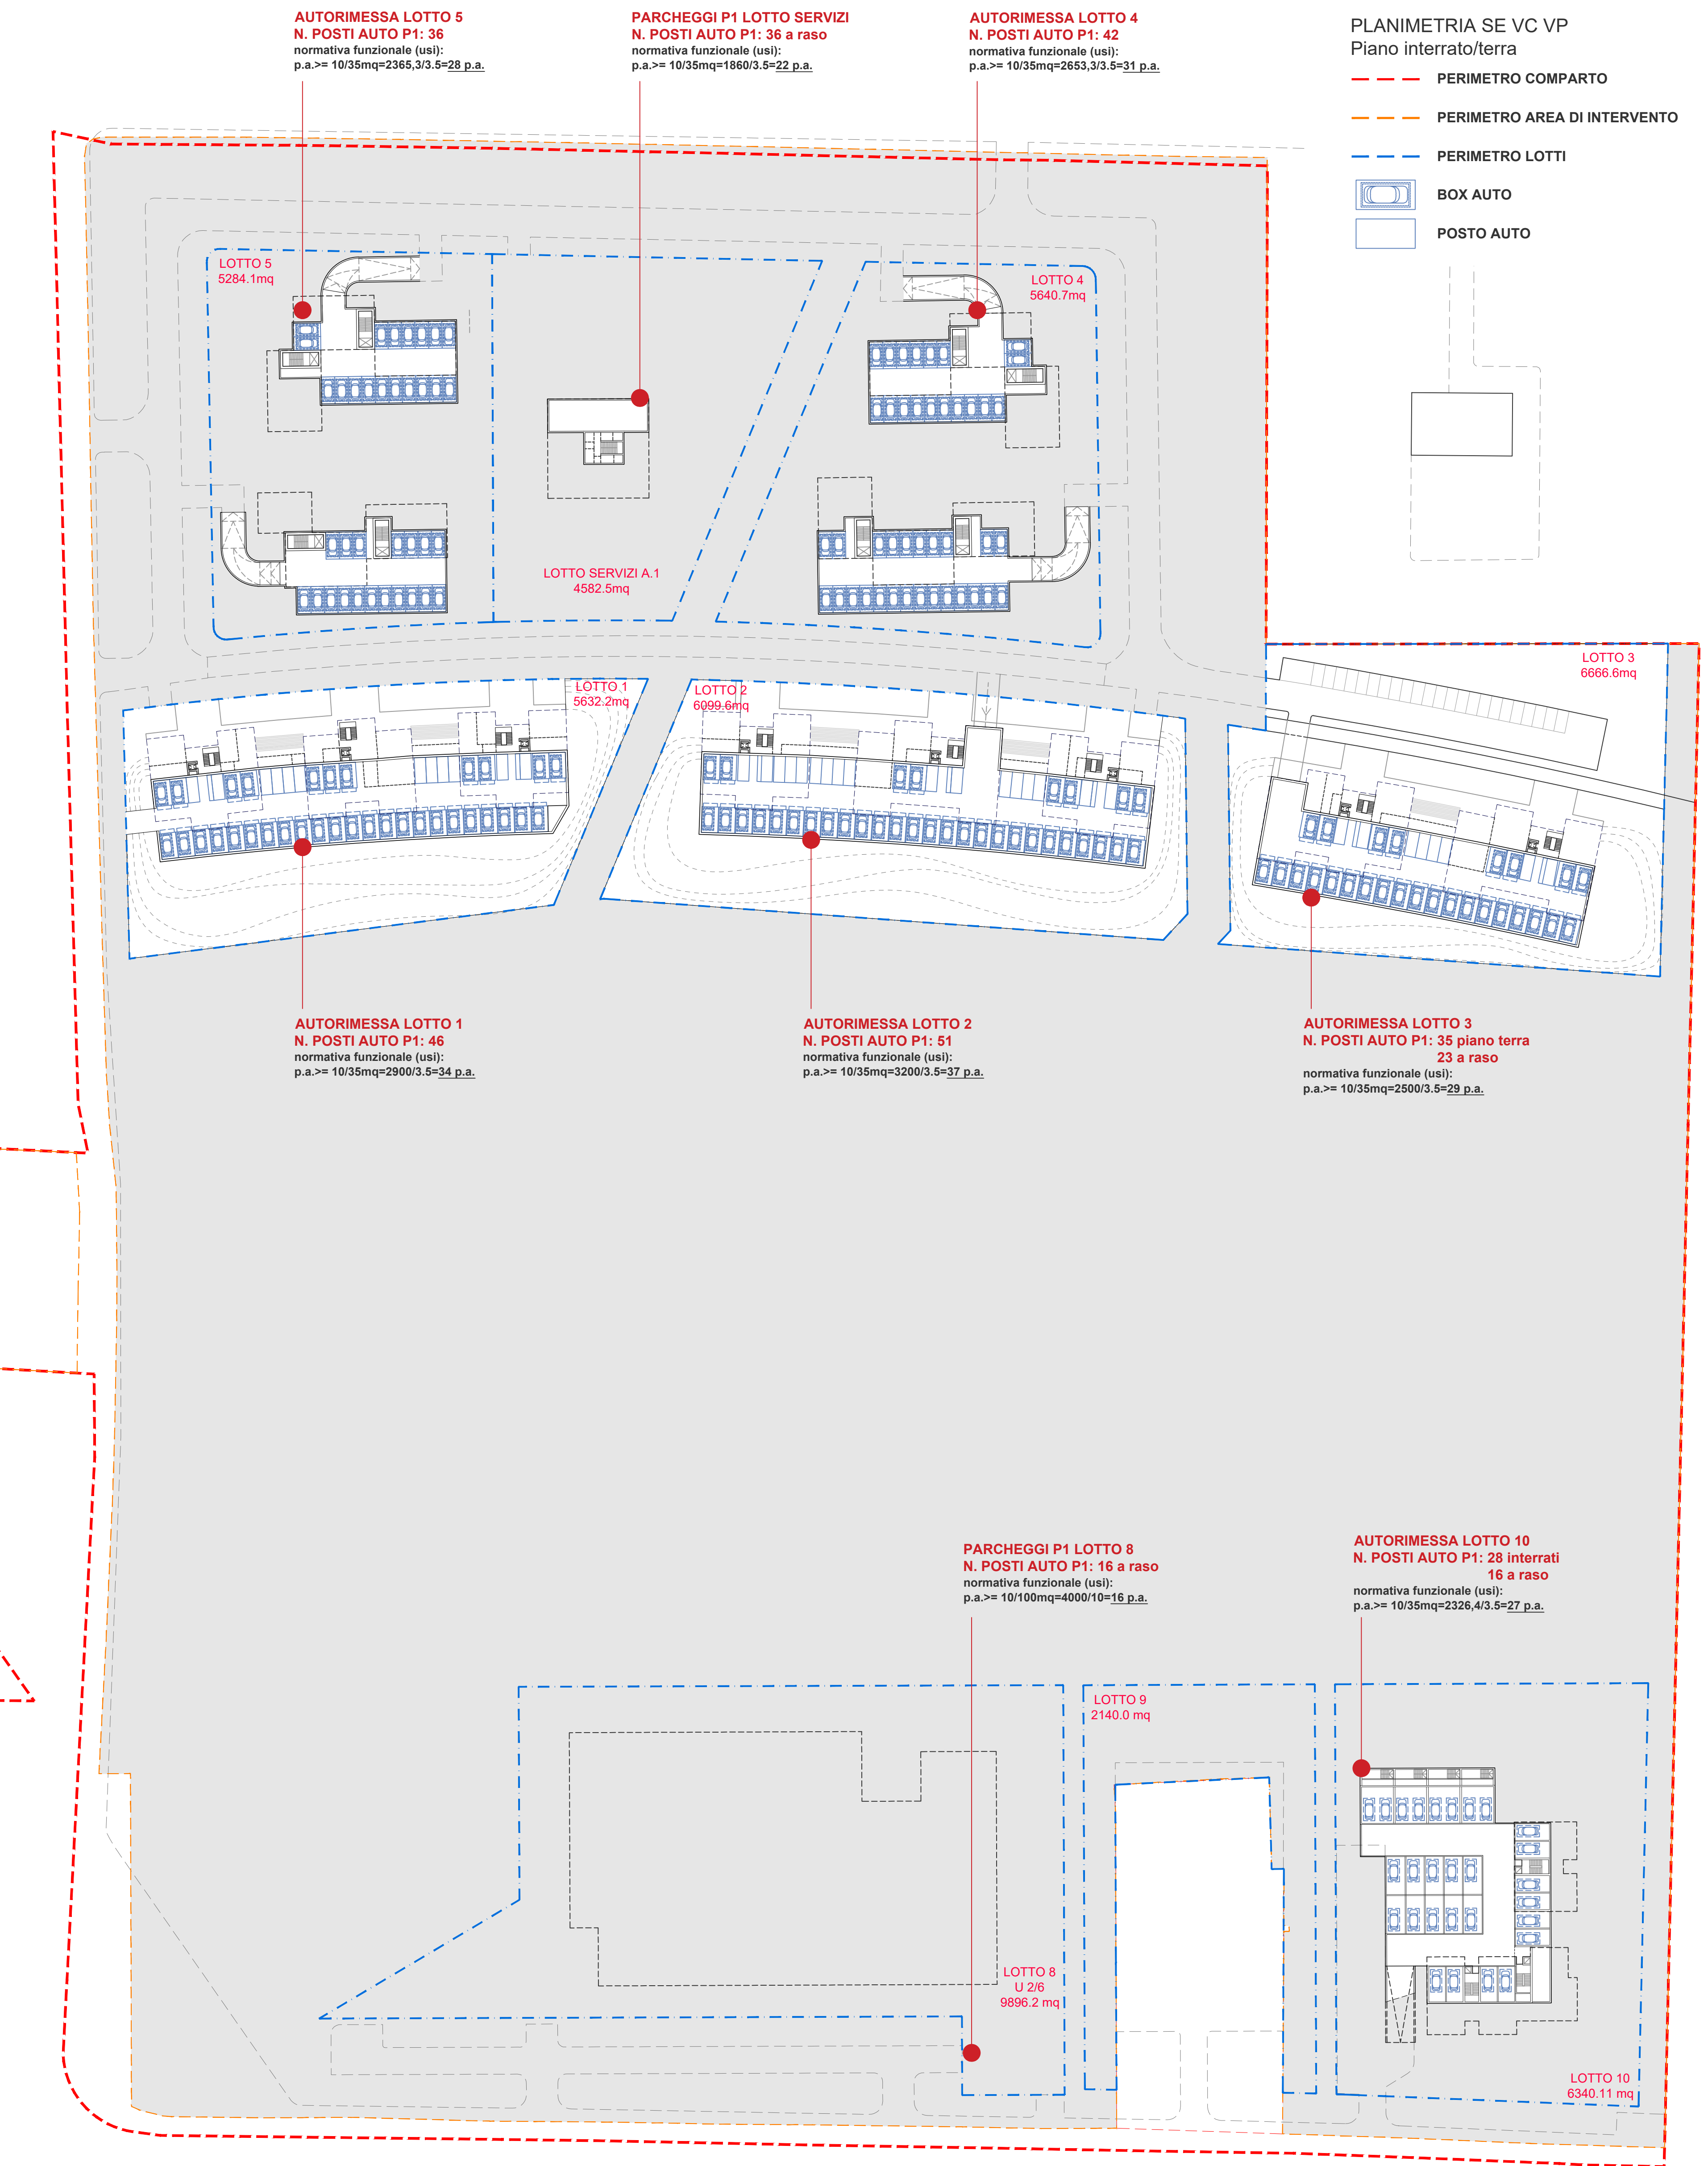 AUTORIMESSA LOTTO 5
N. POSTI AUTO P1: 36
normativa funzionale (usi):
p.a.>= 10/35mq=2365,3/3.5=28 p.a.
PARCHEGGI P1 LOTTO SERVIZI
N. POSTI AUTO P1: 36 a raso
normativa funzionale (usi):
p.a.>= 10/35mq=1860/3.5=22 p.a.
AUTORIMESSA LOTTO 4
N. POSTI AUTO P1: 42
normativa funzionale (usi):
p.a.>= 10/35mq=2653,3/3.5=31 p.a.
PLANIMETRIA SE VC VP
Piano interrato/terra
PERIMETRO COMPARTO
PERIMETRO AREA DI INTERVENTO
PERIMETRO LOTTI
BOX AUTO
POSTO AUTO
LOTTO 5
5284.1mq
LOTTO 4
5640.7mq
LOTTO SERVIZI A.1
4582.5mq
LOTTO 3
6666.6mq
LOTTO 1
5632.2mq
LOTTO 2
6099.6mq
AUTORIMESSA LOTTO 1
N. POSTI AUTO P1: 46
normativa funzionale (usi):
p.a.>= 10/35mq=2900/3.5=34 p.a.
AUTORIMESSA LOTTO 2
N. POSTI AUTO P1: 51
normativa funzionale (usi):
p.a.>= 10/35mq=3200/3.5=37 p.a.
AUTORIMESSA LOTTO 3
N. POSTI AUTO P1: 35 piano terra
23 a raso
normativa funzionale (usi):
p.a.>= 10/35mq=2500/3.5=29 p.a.
PARCHEGGI P1 LOTTO 8
N. POSTI AUTO P1: 16 a raso
normativa funzionale (usi):
p.a.>= 10/100mq=4000/10=16 p.a.
AUTORIMESSA LOTTO 10
N. POSTI AUTO P1: 28 interrati
16 a raso
normativa funzionale (usi):
p.a.>= 10/35mq=2326,4/3.5=27 p.a.
LOTTO 9
2140.0 mq
LOTTO 8
U 2/6
9896.2 mq
LOTTO 10
6340.11 mq